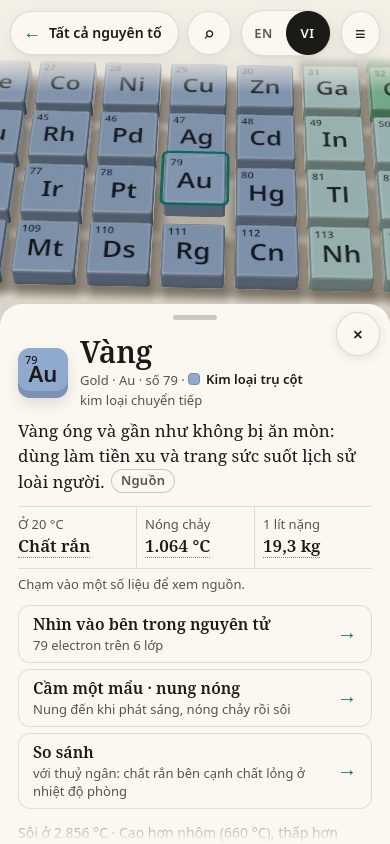 ← Tất cả nguyên tố
EN VI
27 Co
28 Ni
29 Cu
30 Zn
31 Ga
32
45 Rh
46 Pd
47 Ag
48 Cd
49 In
50
77 Ir
78 Pt
79 Au
80 Hg
81 Tl
109 Mt
110 Ds
111 Rg
112 Cn
113 Nh
79 Au
Vàng
Gold · Au · số 79 · Kim loại trụ cột
kim loại chuyển tiếp
Vàng óng và gần như không bị ăn mòn:
dùng làm tiền xu và trang sức suốt lịch sử
loài người. Nguồn
Ở 20 °C
Chất rắn
Nóng chảy
1.064 °C
1 lít nặng
19,3 kg
Chạm vào một số liệu để xem nguồn.
Nhìn vào bên trong nguyên tử
79 electron trên 6 lớp
→
Cầm một mẩu · nung nóng
Nung đến khi phát sáng, nóng chảy rồi sôi
→
So sánh
với thuỷ ngân: chất rắn bên cạnh chất lỏng ở
nhiệt độ phòng
→
Sôi ở 2.856 °C · Cao hơn nhôm (660 °C), thấp hơn